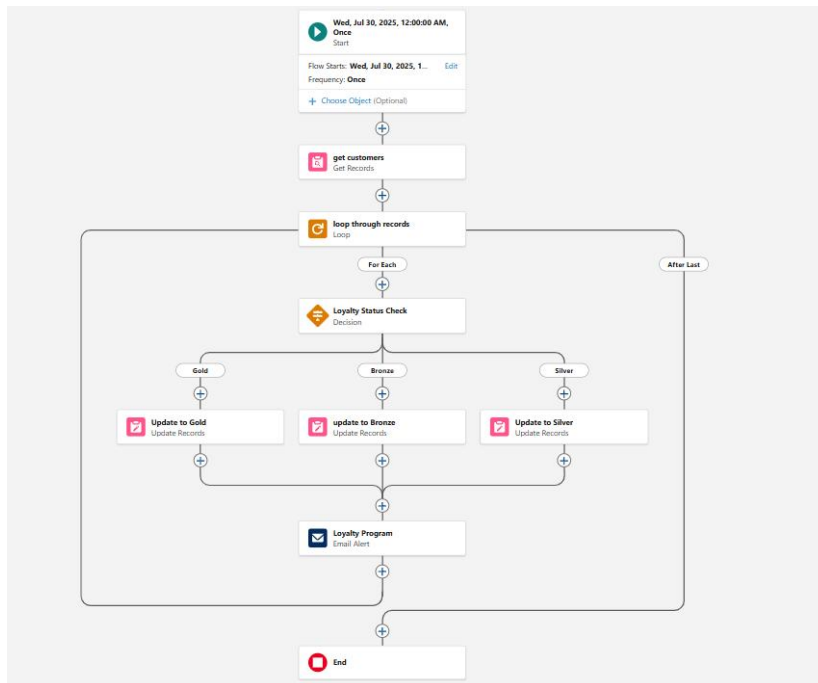 Wed, Jul 30, 2025, 12:00:00 AM,
Once
Start
Flow Starts: Wed, Jul 30, 2025, 1... Edit
Frequency: Once
+ Choose Object (Optional)
get customers
Get Records
loop through records
Loop
For Each
After Last
Loyalty Status Check
Decision
Gold
Bronze
Silver
Update to Gold
Update Records
update to Bronze
Update Records
Update to Silver
Update Records
Loyalty Program
Email Alert
End